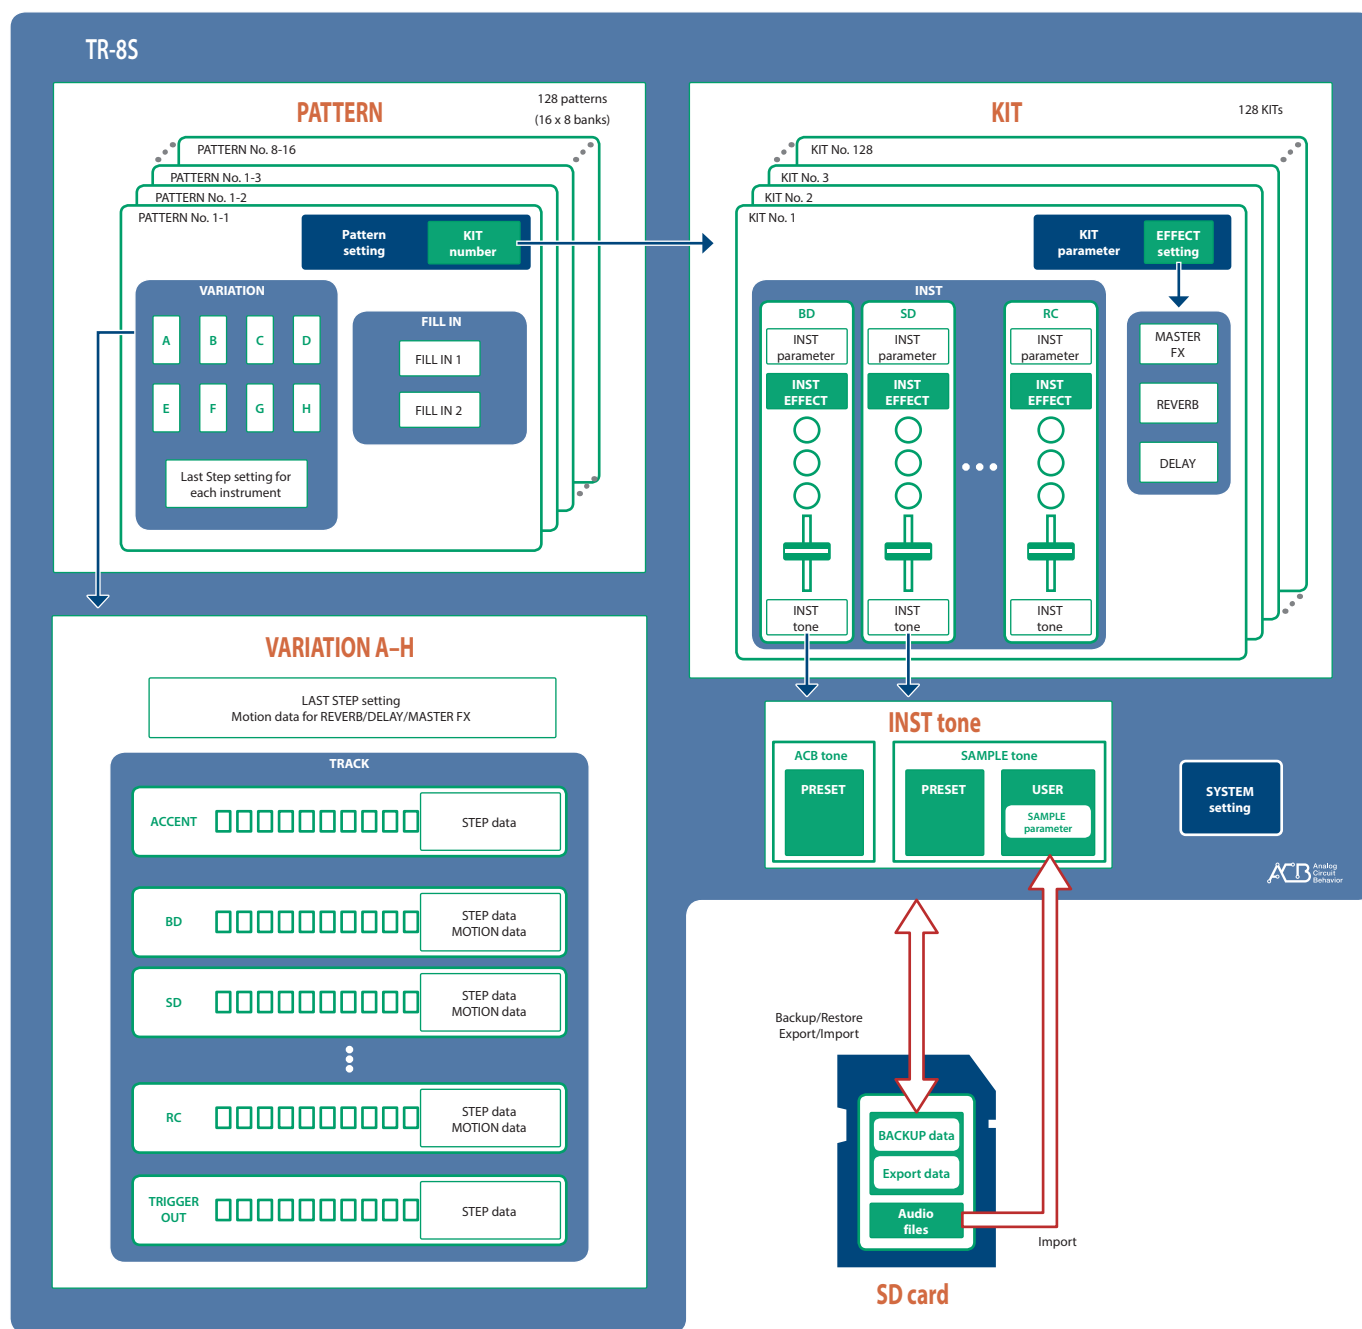 TR-8S
PATTERN
128 patterns
(16 x 8 banks)
PATTERN No. 8-16
PATTERN No. 1-3
PATTERN No. 1-2
PATTERN No. 1-1
Pattern
setting
KIT
number
VARIATION
A B C D
E F G H
Last Step setting for
each instrument
FILL IN
FILL IN 1
FILL IN 2
KIT
128 KITs
KIT No. 128
KIT No. 3
KIT No. 2
KIT No. 1
KIT
parameter
EFFECT
setting
INST
BD
INST
parameter
INST
EFFECT
INST
tone
SD
INST
parameter
INST
EFFECT
INST
tone
RC
INST
parameter
INST
EFFECT
INST
tone
MASTER
FX
REVERB
DELAY
VARIATION A–H
LAST STEP setting
Motion data for REVERB/DELAY/MASTER FX
TRACK
ACCENT
STEP data
BD
STEP data
MOTION data
SD
STEP data
MOTION data
RC
STEP data
MOTION data
TRIGGER
OUT
STEP data
INST tone
ACB tone
PRESET
SAMPLE tone
PRESET
USER
SAMPLE
parameter
SYSTEM
setting
ACB
Analog
Circuit
Behavior
Backup/Restore
Export/Import
BACKUP data
Export data
Audio
files
Import
SD card